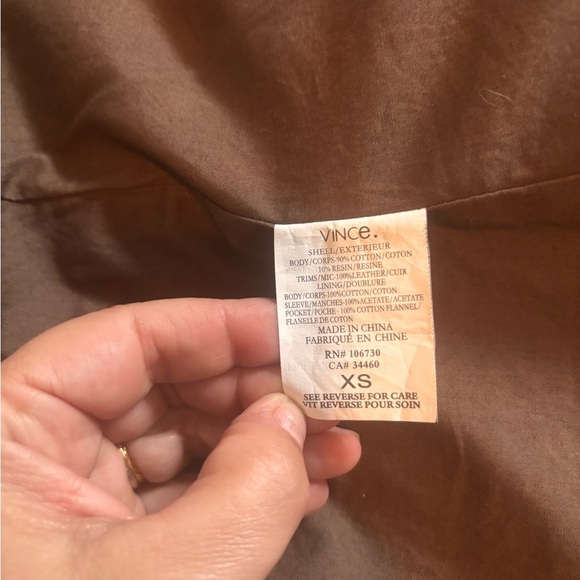 VINCe.
SHELL/EXTERIEUR
BODY/CORPS-90% COTTON/COTON
10% RESIN/RESINE
TRIMS/MIC-100%LEATHER/CUIR
LINING/DOUBLURE
BODY/CORPS-100%COTTON/COTON
SLEEVE/MANCHES-100%ACETATE/ACETATE
POCKET/POCHE-100% COTTON FLANNEL/
FLANELLE DE COTON
MADE IN CHINA
FABRIQUÉ EN CHINE
RN# 106730
CA# 34460
XS
SEE REVERSE FOR CARE
VIT REVERSE POUR SOIN